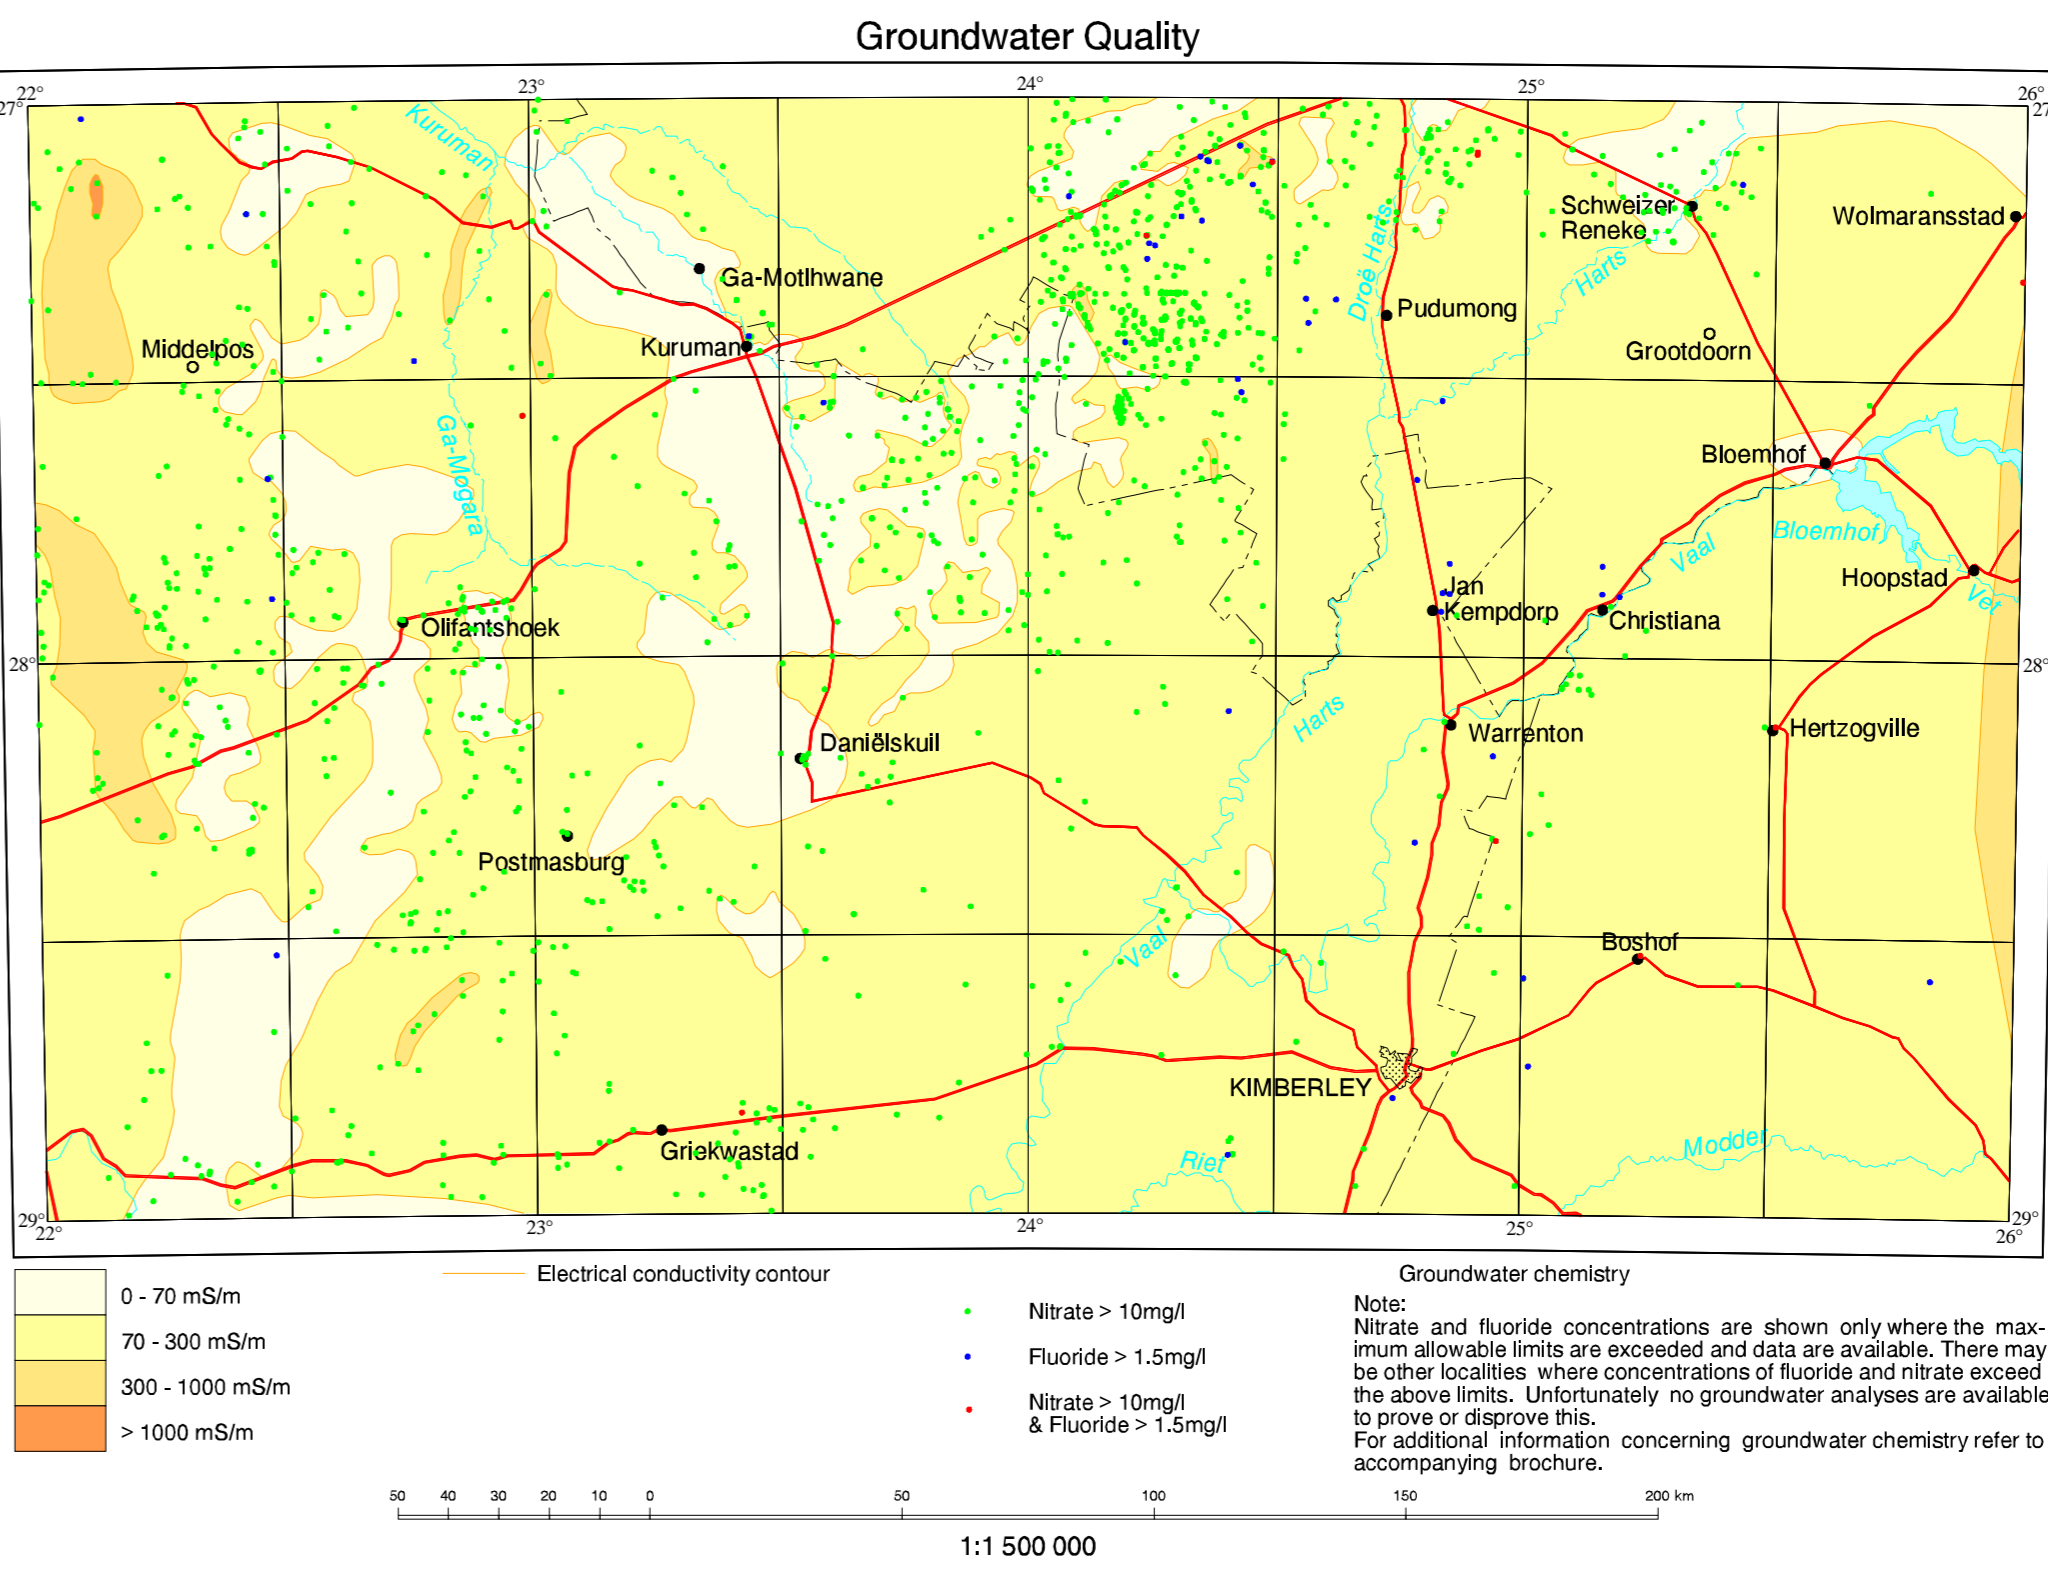 Groundwater Quality
22°
23°
24°
25°
26°
27°
27
Kuruman
Schweizer
Reneke
Wolmaransstad
Droë Harts
Harts
Ga-Motlhwane
Pudumong
Middelpos
Kuruman
Grootdoorn
Ga-Mogara
Bloemhof
Vaal
Bloemhof
Hoopstad
Vet
Jan
Kempdorp
Christiana
Olifantshoek
28°
28°
Harts
Warrenton
Hertzogville
Daniëlskuil
Postmasburg
Vaal
Boshof
KIMBERLEY
Griekwastad
Riet
Modder
29°
29°
22°
23°
24°
25°
26°
0 - 70 mS/m
70 - 300 mS/m
300 - 1000 mS/m
> 1000 mS/m
Electrical conductivity contour
Nitrate > 10mg/l
Fluoride > 1.5mg/l
Nitrate > 10mg/l
& Fluoride > 1.5mg/l
Groundwater chemistry
Note:
Nitrate and fluoride concentrations are shown only where the max-
imum allowable limits are exceeded and data are available. There may
be other localities where concentrations of fluoride and nitrate exceed
the above limits. Unfortunately no groundwater analyses are available
to prove or disprove this.
For additional information concerning groundwater chemistry refer to
accompanying brochure.
50 40 30 20 10 0 50 100 150 200 km
1:1 500 000